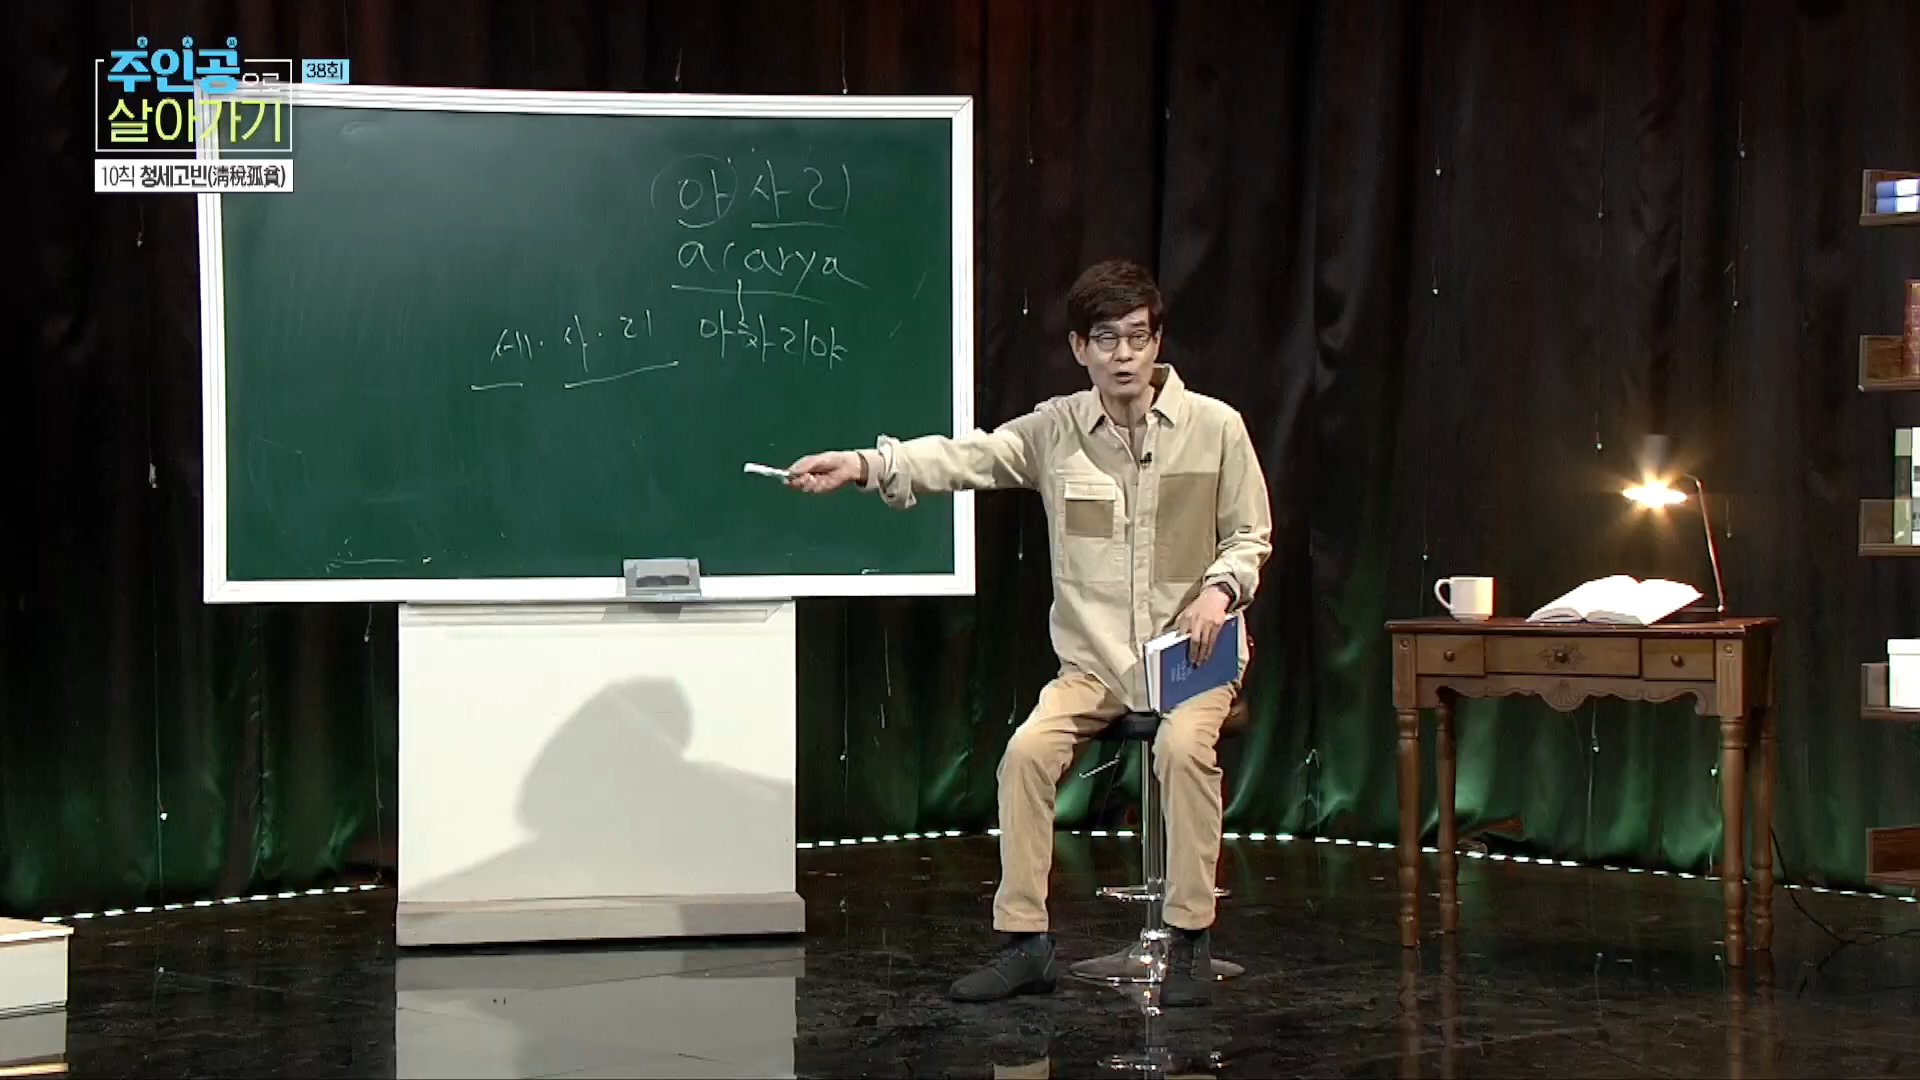 주인공으로
살아가기
38회
10칙 청세고빈(淸稅孤貧)
아사리
acarya
세·사·리 아차리야